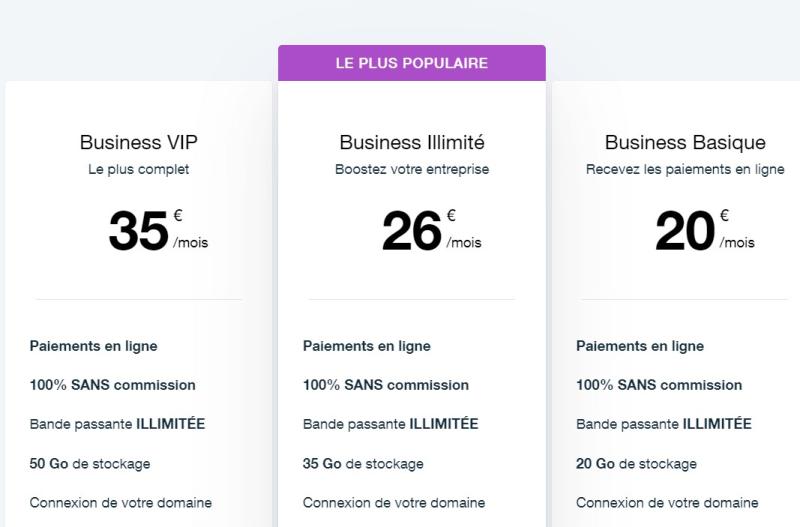 LE PLUS POPULAIRE
Business VIP
Le plus complet
35 €
/mois
Paiements en ligne
100% SANS commission
Bande passante ILLIMITÉE
50 Go de stockage
Connexion de votre domaine
Business Illimité
Boostez votre entreprise
26 €
/mois
Paiements en ligne
100% SANS commission
Bande passante ILLIMITÉE
35 Go de stockage
Connexion de votre domaine
Business Basique
Recevez les paiements en ligne
20 €
/mois
Paiements en ligne
100% SANS commission
Bande passante ILLIMITÉE
20 Go de stockage
Connexion de votre domaine